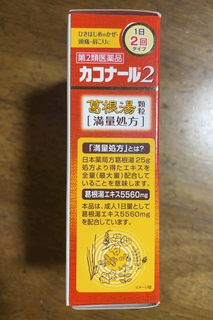 ひきはじめのかぜ・
頭痛・肩こりに
1日
2回
タイプ
第2類医薬品
カコナール2
葛根湯顆粒
[満量処方]
「満量処方」とは?
日本薬局方葛根湯25g
処方より得たエキスを
全量(最大量)配合して
いることを意味します。
葛根湯エキス5560mg
本品は、成人1日量として
葛根湯エキス5560mg
を配合しています。
イメージ図